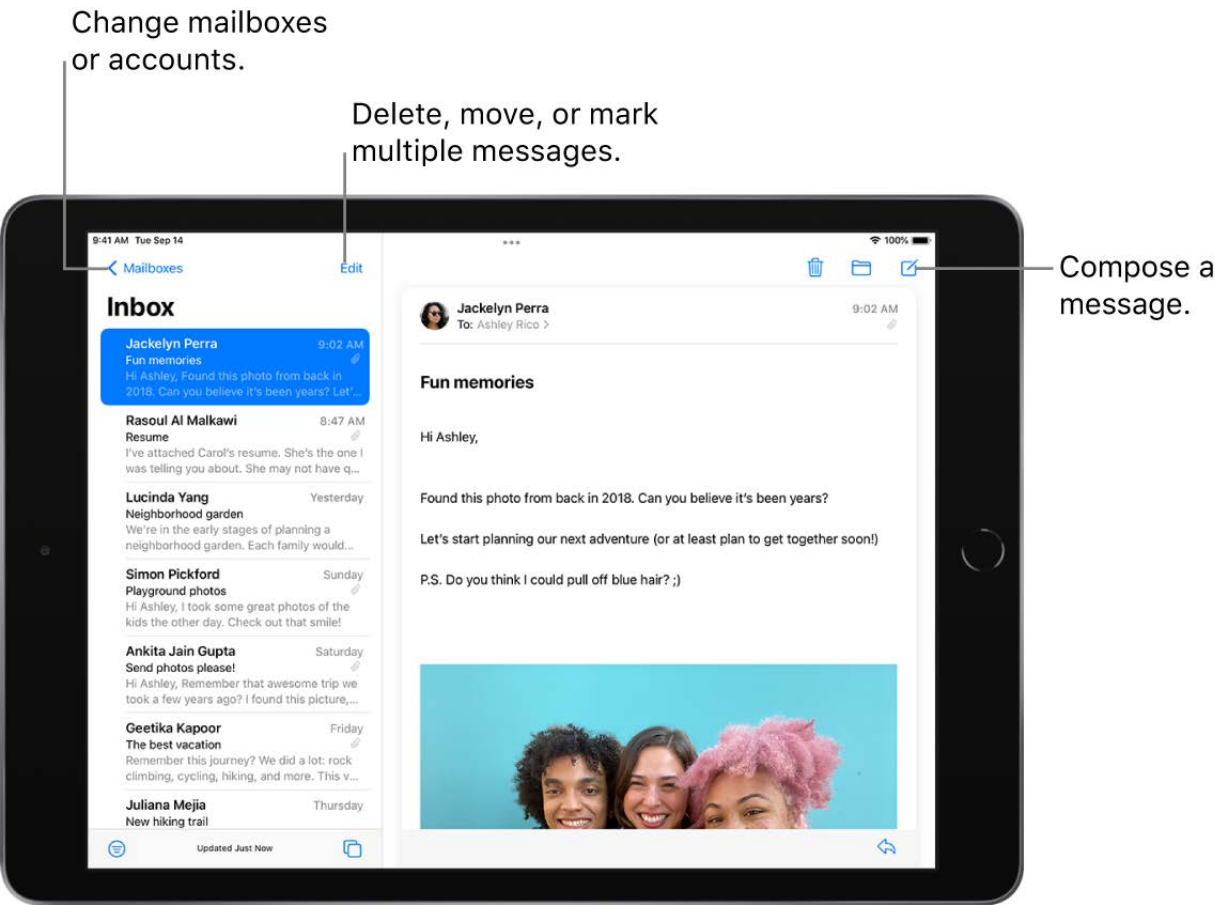 Change mailboxes
or accounts.
Delete, move, or mark
multiple messages.
9:41 AM Tue Sep 14
100%
Mailboxes
Edit
Compose a
message.
Inbox
Jackelyn Perra 9:02 AM
Fun memories
Hi Ashley, Found this photo from back in
2018. Can you believe it's been years? Let'...
Rasoul Al Malkawi 8:47 AM
Resume
I've attached Carol's resume. She's the one I
was telling you about. She may not have q...
Lucinda Yang Yesterday
Neighborhood garden
We're in the early stages of planning a
neighborhood garden. Each family would...
Simon Pickford Sunday
Playground photos
Hi Ashley, I took some great photos of the
kids the other day. Check out that smile!
Ankita Jain Gupta Saturday
Send photos please!
Hi Ashley, Remember that awesome trip we
took a few years ago? I found this picture,...
Geetika Kapoor Friday
The best vacation
Remember this journey? We did a lot: rock
climbing, cycling, hiking, and more. This v...
Juliana Mejia Thursday
New hiking trail
Updated Just Now
Jackelyn Perra 9:02 AM
To: Ashley Rico >
Fun memories
Hi Ashley,
Found this photo from back in 2018. Can you believe it's been years?
Let's start planning our next adventure (or at least plan to get together soon!)
P.S. Do you think I could pull off blue hair? ;)